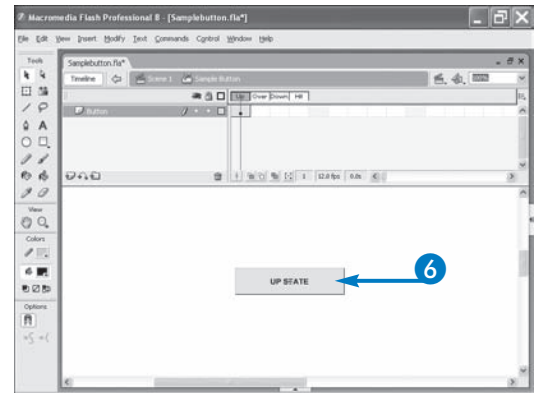 Macromedia Flash Professional 8 - [Samplebutton.fla*]
File Edit View Insert Modify Text Commands Control Window Help
Tools
Samplebutton.fla*
Timeline Scene 1 Sample Button 100%
Up Over Down Hit
Button
1 12.0 fps 0.0s
View
Colors
Options
UP STATE
6